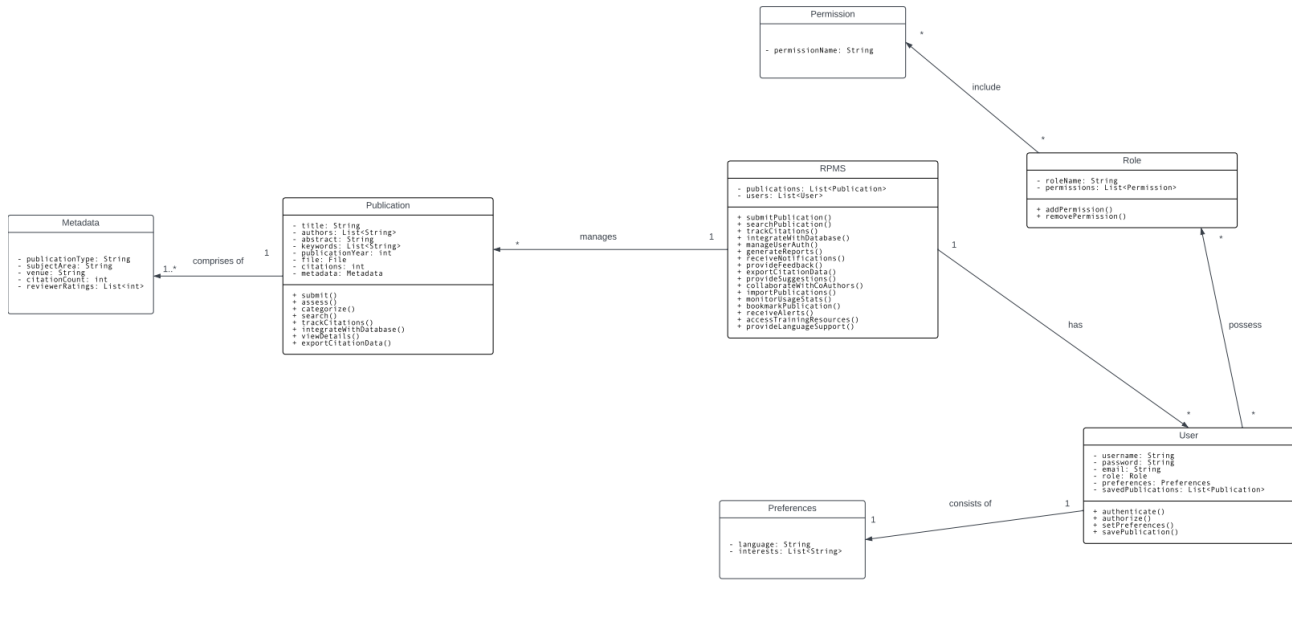 Permission
- permissionName: String
*
include
*
*
*
Role
- roleName: String
- permissions: List<Permission>
+ addPermission()
+ removePermission()
RPMS
- publications: List<Publication>
- users: List<User>
+ submitPublication()
+ searchPublication()
+ trackCitations()
+ integrateWithDatabase()
+ manageUserAuth()
+ generateReports()
+ receiveNotifications()
+ provideFeedback()
+ exportCitationData()
+ provideSuggestions()
+ collaborateWithCoAuthors()
+ importPublications()
+ monitorUsageStats()
+ bookmarkPublication()
+ receiveAlerts()
+ accessTrainingResources()
+ provideLanguageSupport()
Publication
- title: String
- authors: List<String>
- abstract: String
- keywords: List<String>
- publicationYear: int
- file: File
- citations: int
- metadata: Metadata
+ submit()
+ assess()
+ categorize()
+ search()
+ trackCitations()
+ integrateWithDatabase()
+ viewDetails()
+ exportCitationData()
Metadata
- publicationType: String
- subjectArea: String
- venue: String
- citationCount: int
- reviewerRatings: List<int>
1..*
comprises of
1
*
manages
1
1
has
*
possess
*
User
- username: String
- password: String
- email: String
- role: Role
- preferences: Preferences
- savedPublications: List<Publication>
+ authenticate()
+ authorize()
+ setPreferences()
+ savePublication()
Preferences
- language: String
- interests: List<String>
1
consists of
1